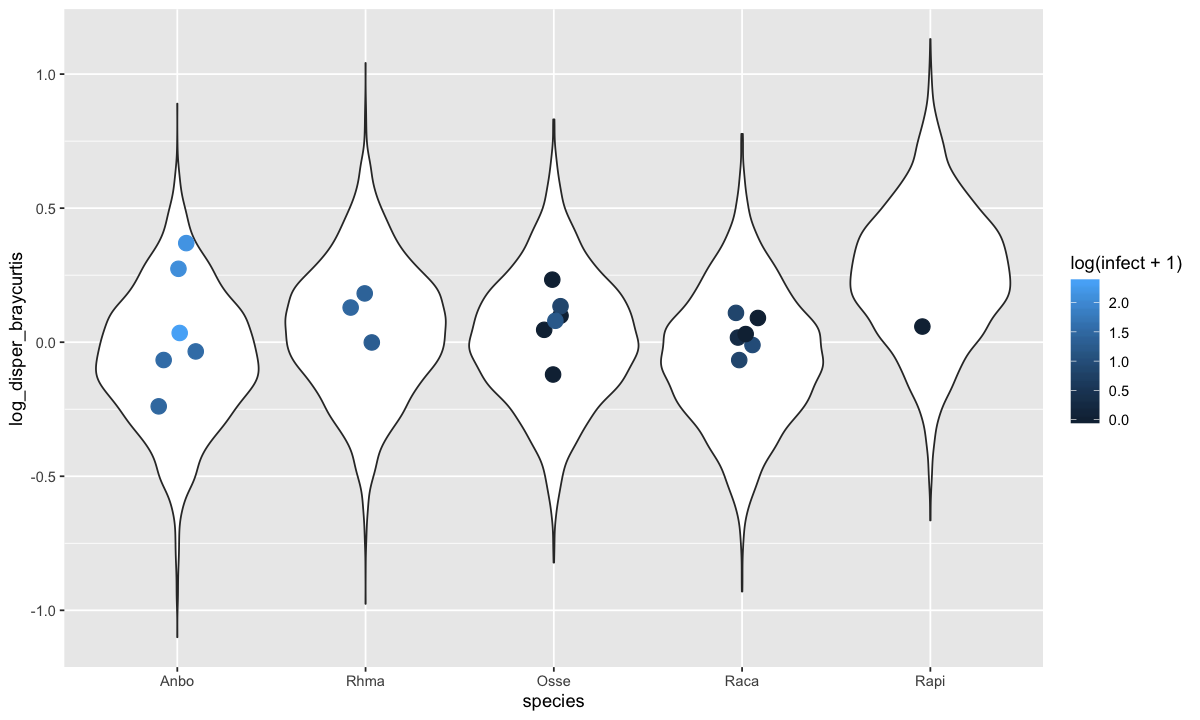 log_disper_braycurtis
1.0
0.5
0.0
-0.5
-1.0
Anbo Rhma Osse Raca Rapi
species
log(infect + 1)
2.0
1.5
1.0
0.5
0.0